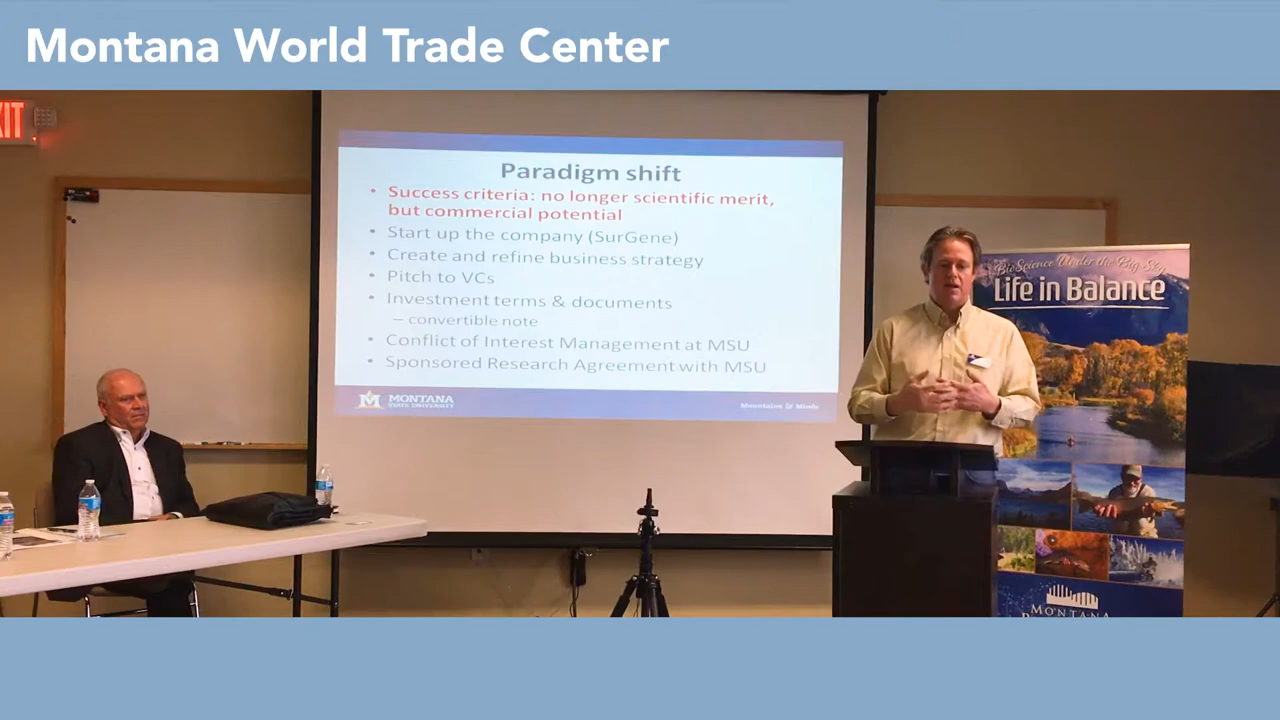 Montana World Trade Center
XIT
Paradigm shift
• Success criteria: no longer scientific merit,
but commercial potential
• Start up the company (SurGene)
• Create and refine business strategy
• Pitch to VCs
• Investment terms & documents
– convertible note
• Conflict of Interest Management at MSU
• Sponsored Research Agreement with MSU
M MONTANA
STATE UNIVERSITY
Mountains & Minds
BioScience Under the Big Sky
Life in Balance
MONTANA